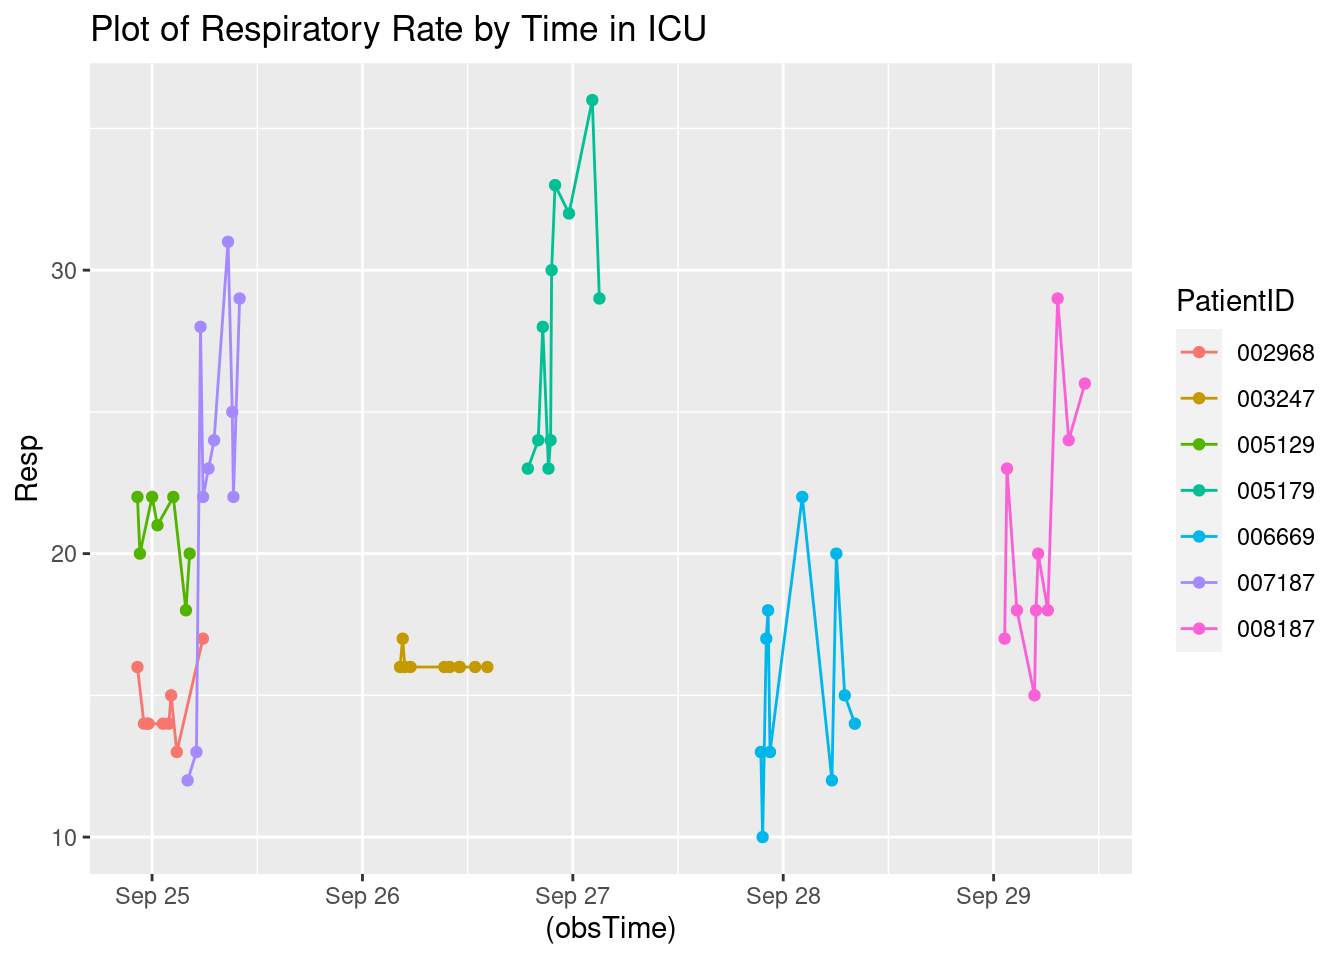 Plot of Respiratory Rate by Time in ICU
30
20
10
Resp
Sep 25
Sep 26
Sep 27
Sep 28
Sep 29
(obsTime)
PatientID
002968
003247
005129
005179
006669
007187
008187